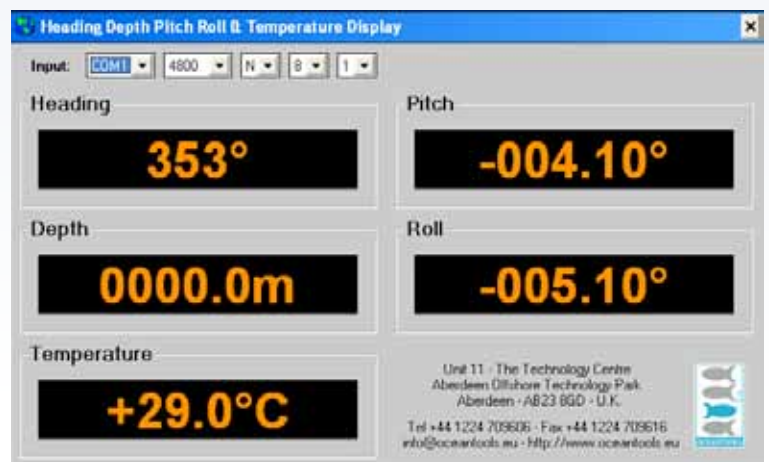 Heading Depth Pitch Roll & Temperature Display
Input: COM1 4800 N 8 1
Heading
353°
Pitch
-004.10°
Depth
0000.0m
Roll
-005.10°
Temperature
+29.0°C
Unit 11 - The Technology Centre
Aberdeen Offshore Technology Park
Aberdeen - AB23 8GD - U.K.
Tel +44 1224 709606 - Fax +44 1224 709616
info@oceantools.eu - http://www.oceantools.eu